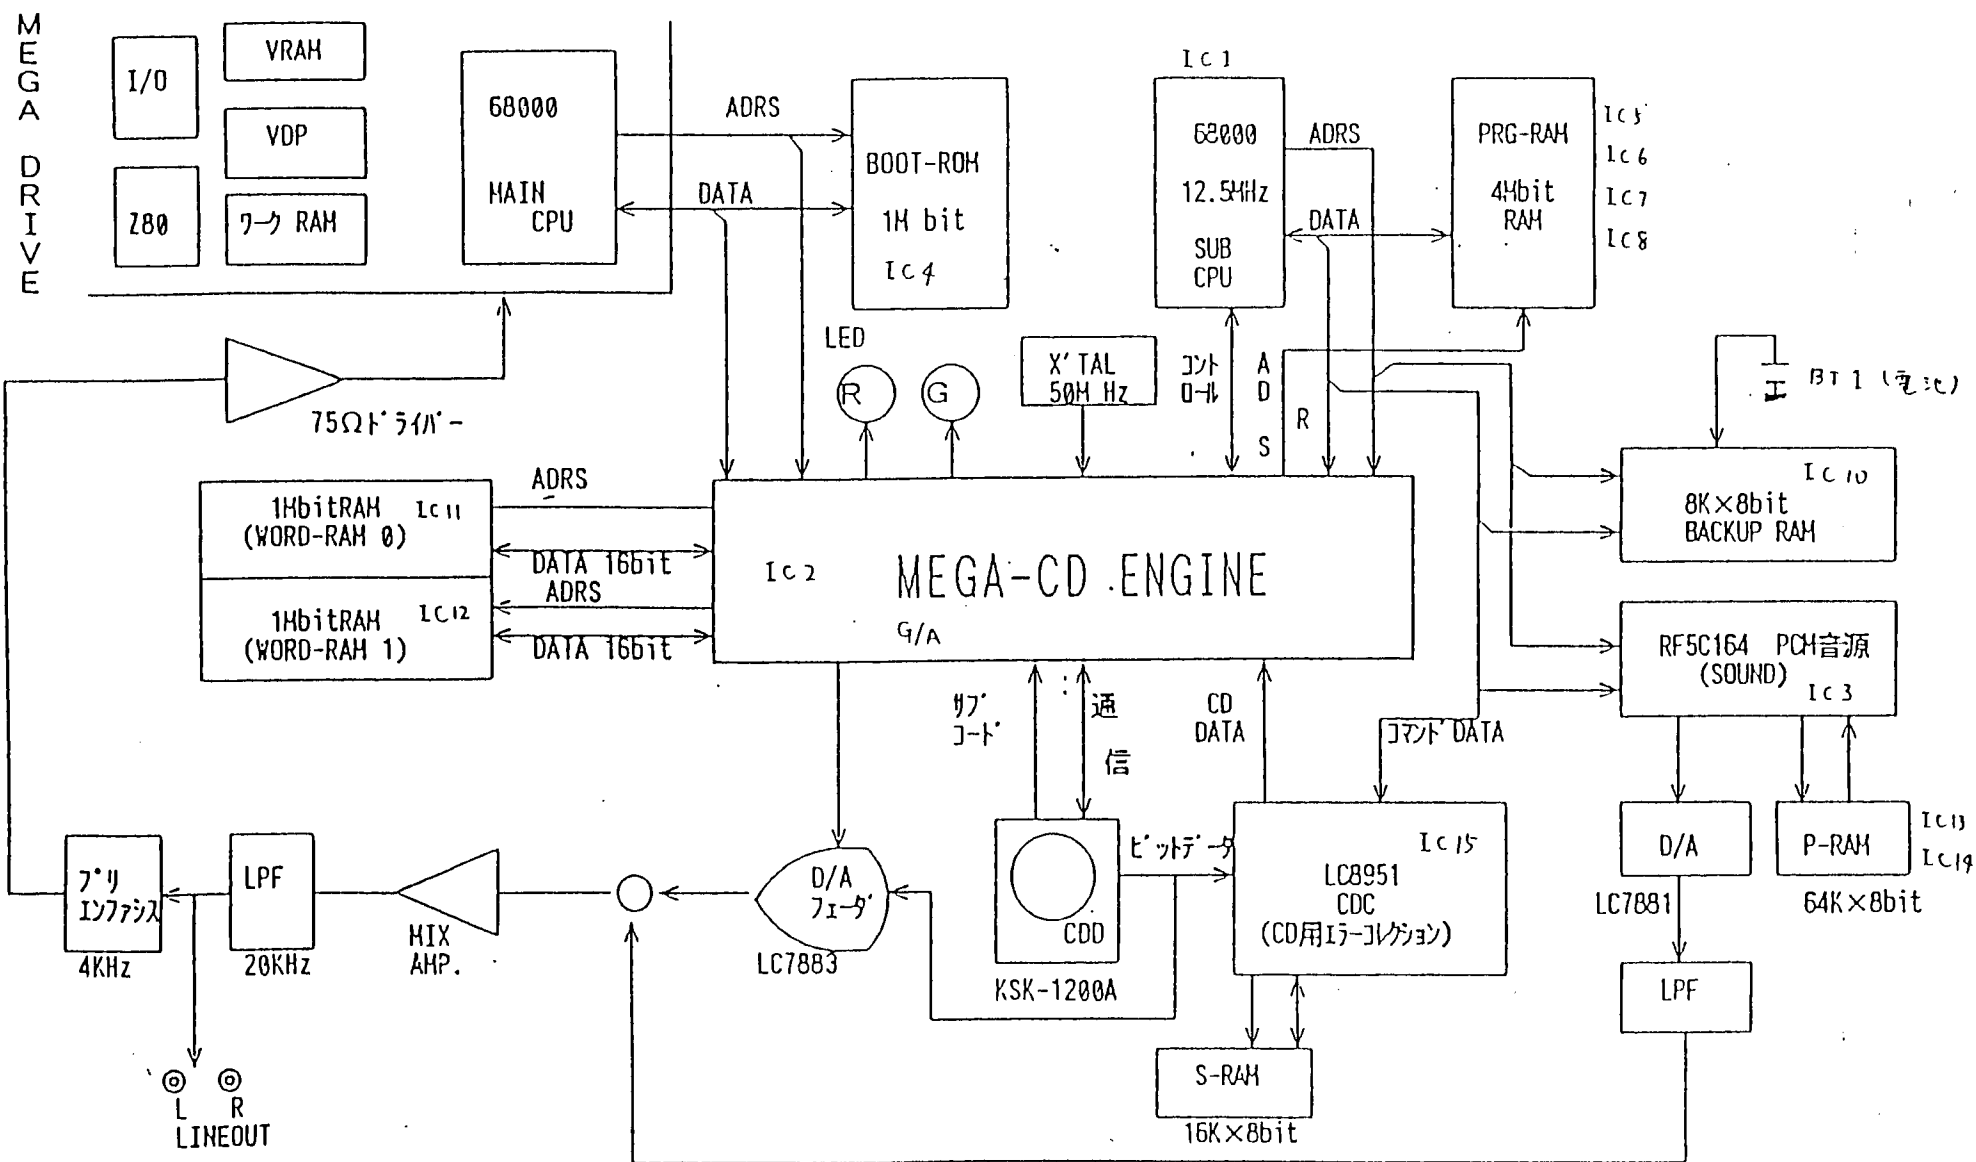 MEGA DRIVE
I/O
VRAM
VDP
Z80
ワーク RAM
68000
MAIN
CPU
ADRS
DATA
BOOT-ROM
1M bit
IC4
IC1
68000
12.5MHz
SUB
CPU
ADRS
DATA
PRG-RAM
4Mbit
RAM
IC5
IC6
IC7
IC8
75Ωドライバー
LED
R
G
X'TAL
50M Hz
コント
ロール
ADRS
BT1 (電池)
IC10
8K×8bit
BACKUP RAM
1MbitRAM
(WORD-RAM 0)
IC11
ADRS
DATA 16bit
1MbitRAM
(WORD-RAM 1)
IC12
ADRS
DATA 16bit
IC2
MEGA-CD ENGINE
G/A
RF5C164 PCM音源
(SOUND)
IC3
サブ
コード
通信
CD
DATA
コマンド DATA
プリ
エンファシス
4KHz
LPF
20KHz
MIX
AMP.
D/A
フェーダ
LC7883
CDD
KSK-1200A
ビットデータ
IC15
LC8951
CDC
(CD用エラーコレクション)
D/A
LC7881
P-RAM
IC13
IC14
64K×8bit
LPF
S-RAM
16K×8bit
L R
LINEOUT